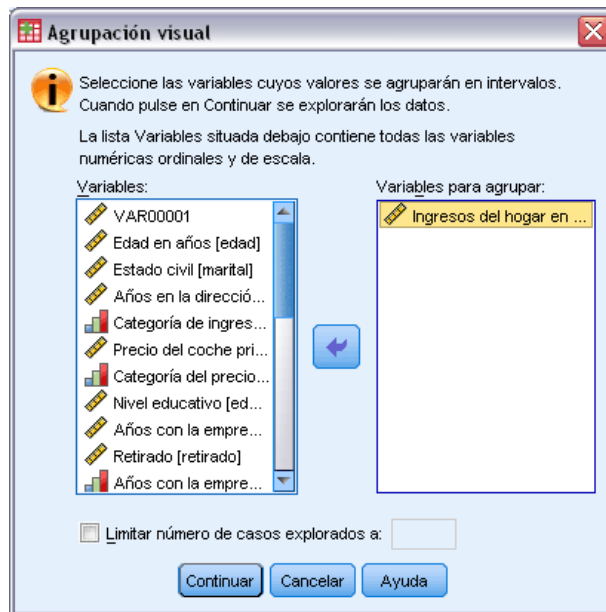 Agrupación visual
Seleccione las variables cuyos valores se agruparán en intervalos.
Cuando pulse en Continuar se explorarán los datos.
La lista Variables situada debajo contiene todas las variables
numéricas ordinales y de escala.
Variables:
VAR00001
Edad en años [edad]
Estado civil [marital]
Años en la direcció...
Categoría de ingres...
Precio del coche pri...
Categoría del precio...
Nivel educativo [ed...
Años con la empre...
Retirado [retirado]
Años con la empre...
Variables para agrupar:
Ingresos del hogar en ...
Limitar número de casos explorados a:
Continuar
Cancelar
Ayuda